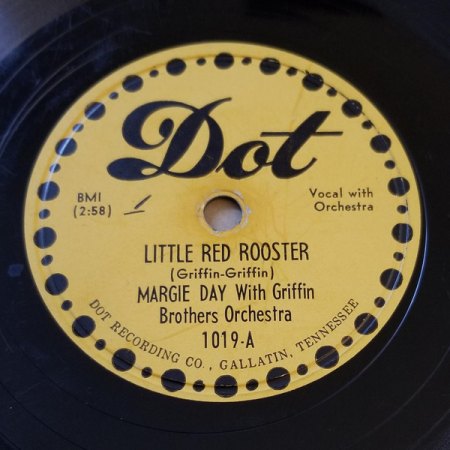 Dot
BMI
(2:58)
Vocal with
Orchestra
LITTLE RED ROOSTER
(Griffin-Griffin)
MARGIE DAY With Griffin
Brothers Orchestra
1019-A
DOT RECORDING CO., GALLATIN, TENNESSEE